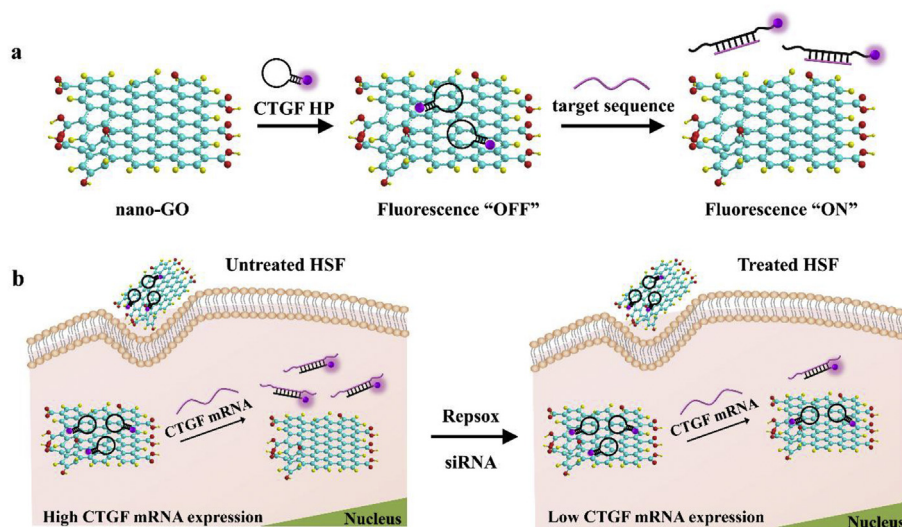 a
CTGF HP
target sequence
nano-GO
Fluorescence “OFF”
Fluorescence “ON”
b
Untreated HSF
Treated HSF
CTGF mRNA
CTGF mRNA
Repsox
siRNA
High CTGF mRNA expression
Nucleus
Low CTGF mRNA expression
Nucleus